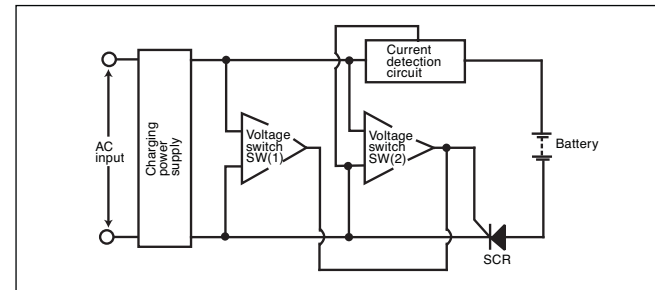 AC
input
Charging
power
supply
Voltage
switch
SW(1)
Voltage
switch
SW(2)
Current
detection
circuit
Battery
SCR